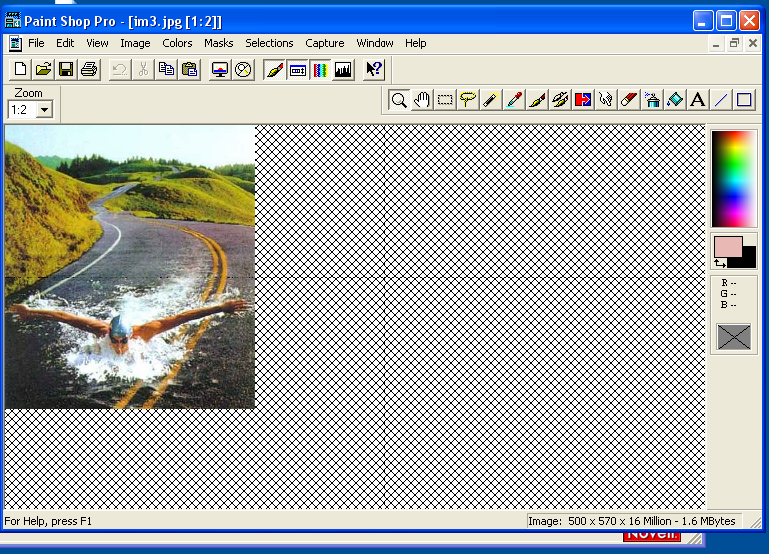 Paint Shop Pro - [im3.jpg [1:2]]
File Edit View Image Colors Masks Selections Capture Window Help
Zoom
1:2
A
R --
G --
B --
For Help, press F1
Image: 500 x 570 x 16 Million - 1.6 MBytes
Novell.